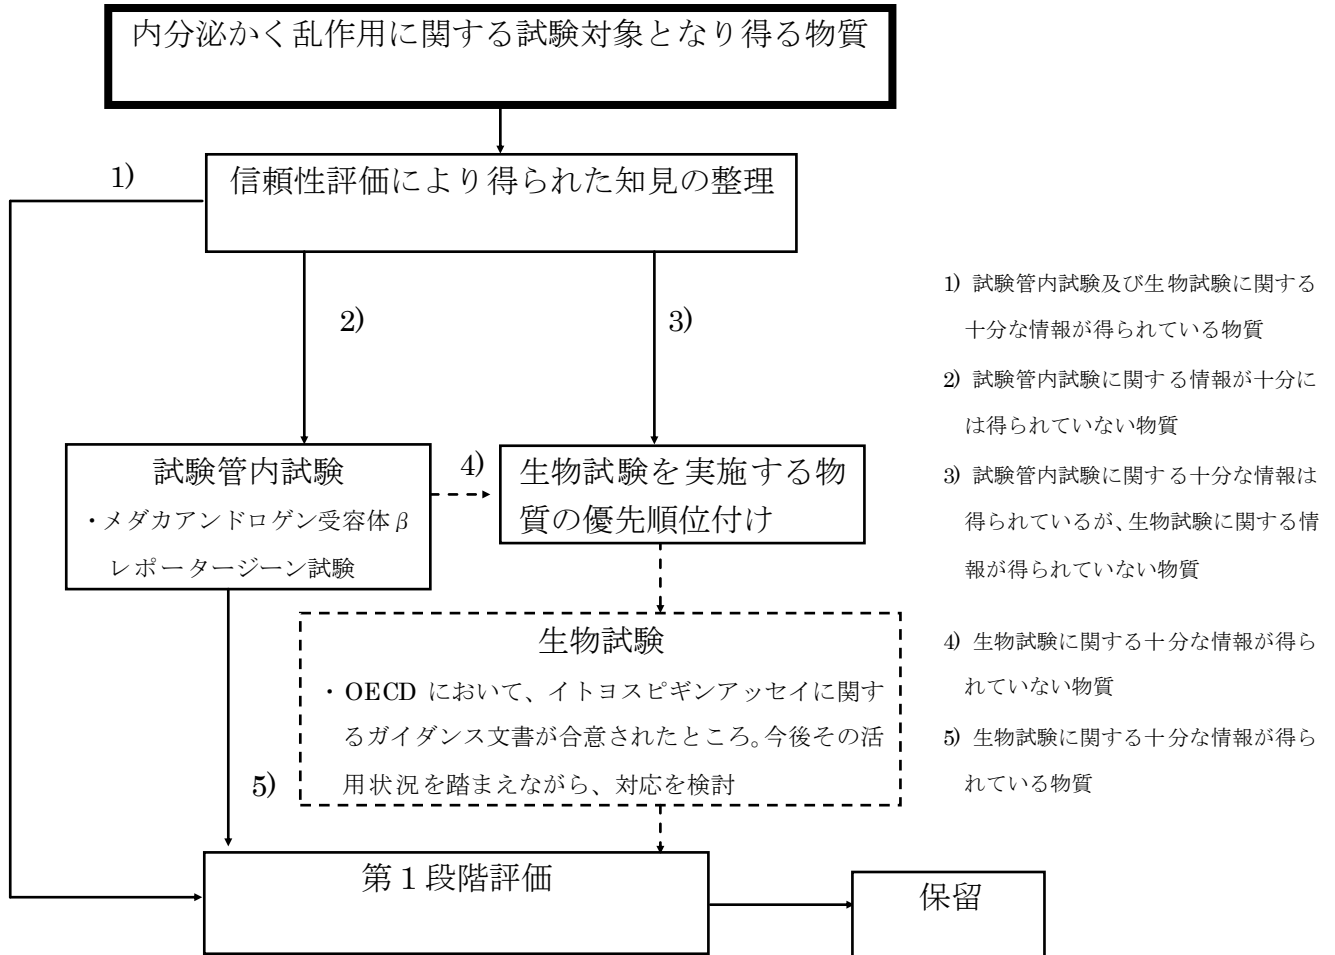 内分泌かく乱作用に関する試験対象となり得る物質
1)
信頼性評価により得られた知見の整理
2)
3)
試験管内試験
・メダカアンドロゲン受容体β
レポータージーン試験
4)
生物試験を実施する物
質の優先順位付け
生物試験
・OECD において、イトヨスピギンアッセイに関す
るガイダンス文書が合意されたところ。今後その活
用状況を踏まえながら、対応を検討
5)
第１段階評価
保留
1) 試験管内試験及び生物試験に関する
十分な情報が得られている物質
2) 試験管内試験に関する情報が十分に
は得られていない物質
3) 試験管内試験に関する十分な情報は
得られているが、生物試験に関する情
報が得られていない物質
4) 生物試験に関する十分な情報が得ら
れていない物質
5) 生物試験に関する十分な情報が得ら
れている物質